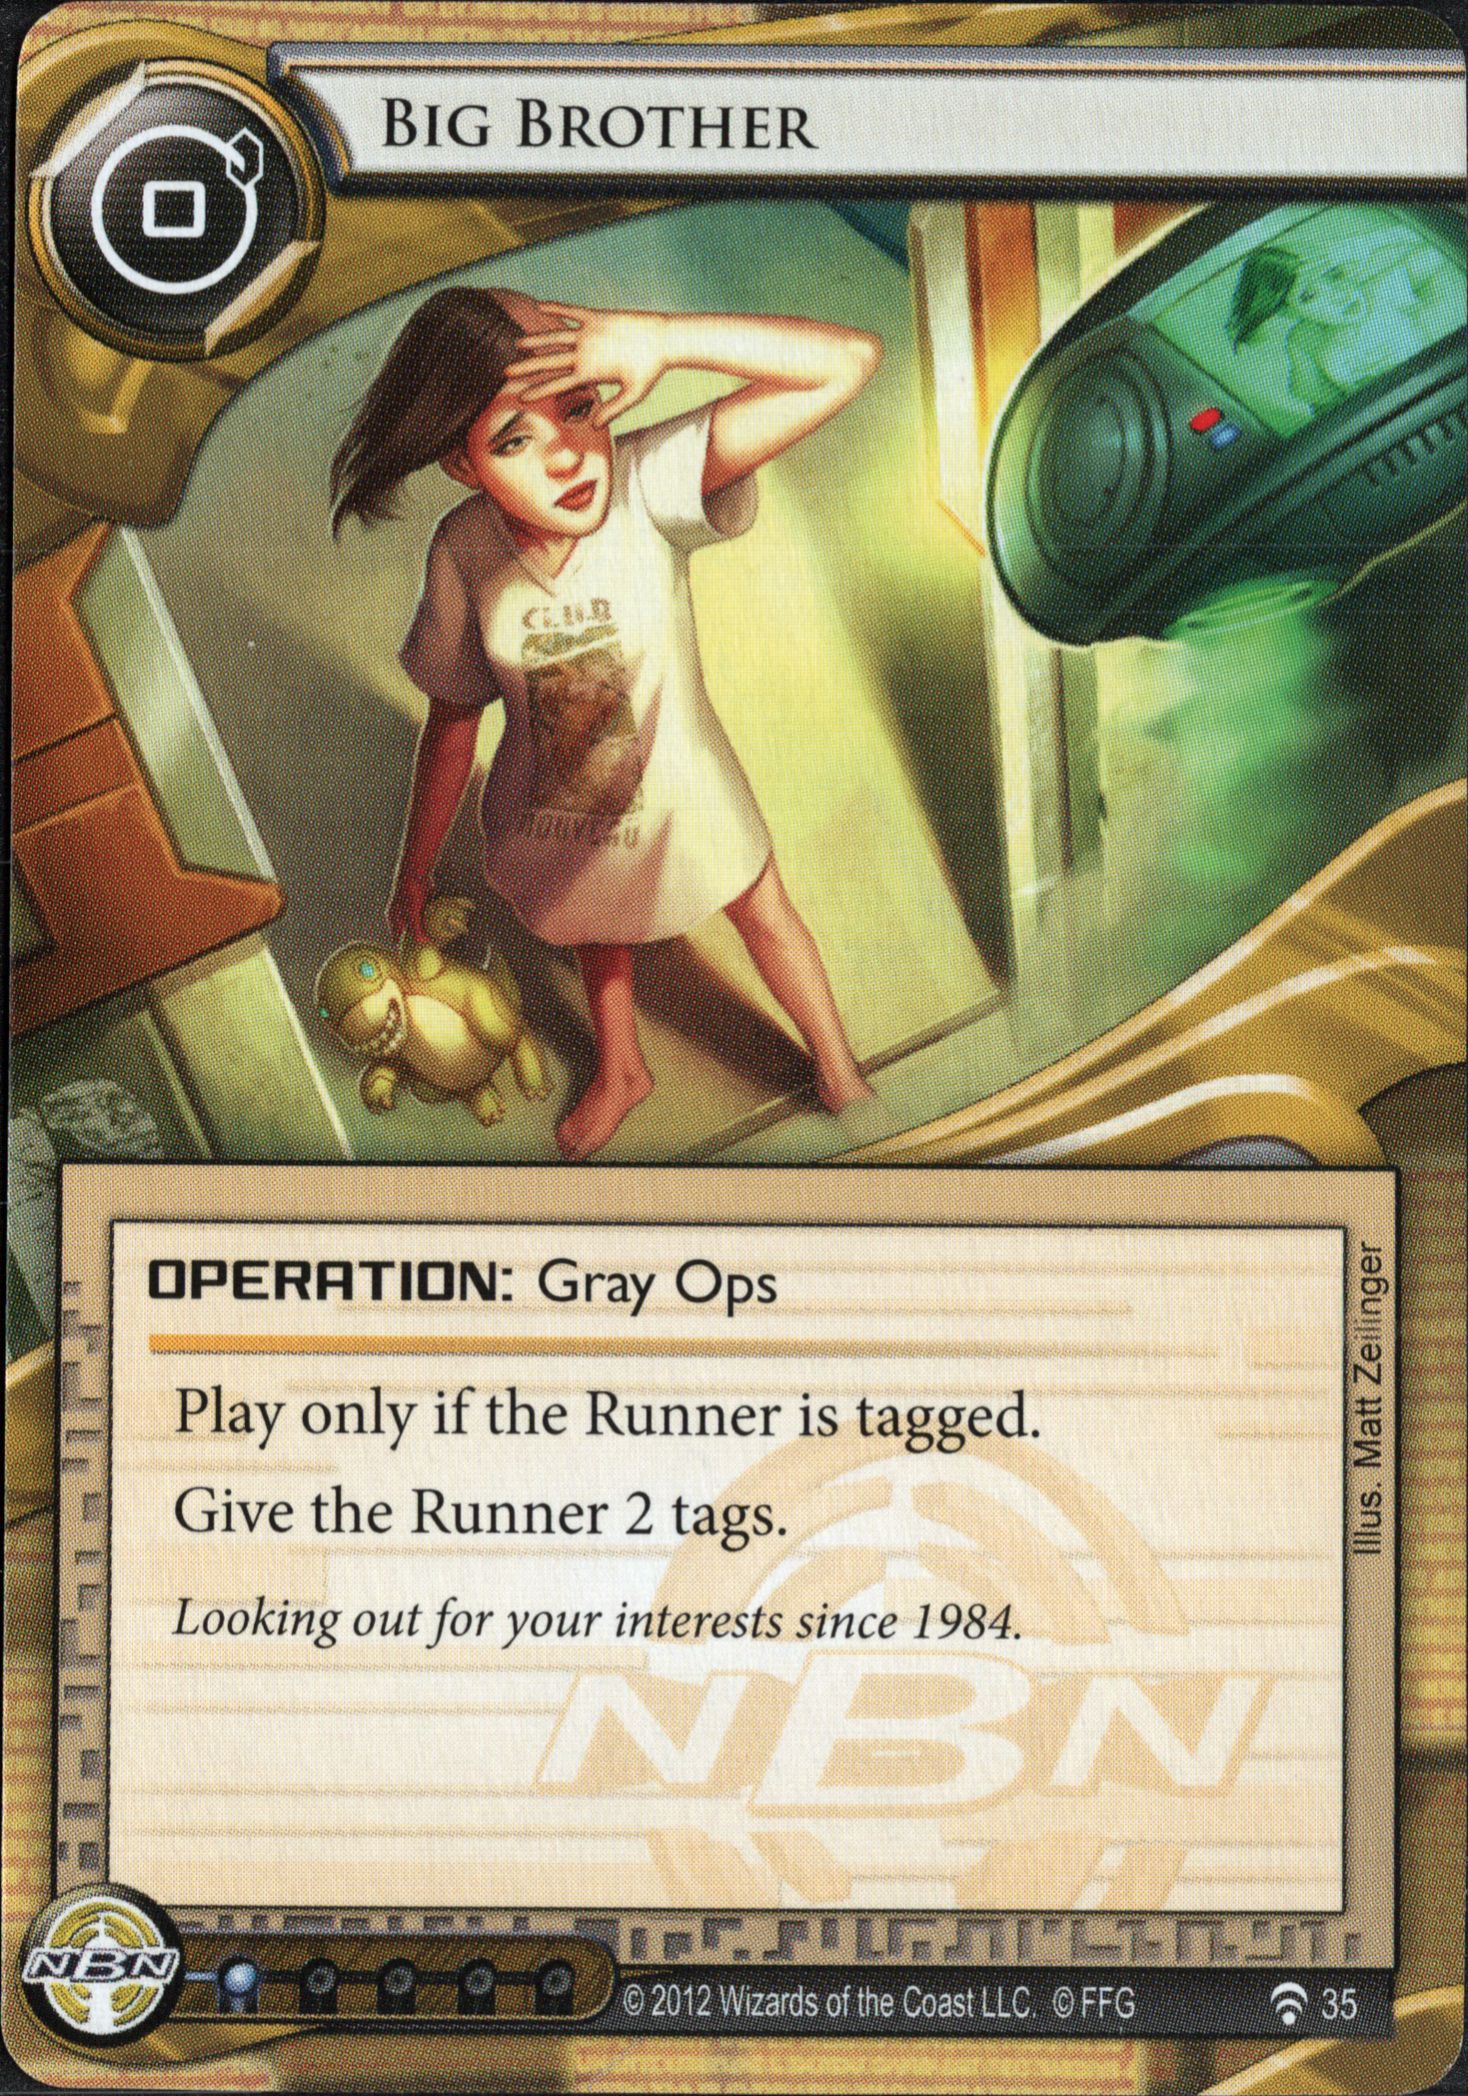 0
BIG BROTHER
CLUB
NOUVEAU
OPERATION: Gray Ops
Play only if the Runner is tagged.
Give the Runner 2 tags.
Looking out for your interests since 1984.
NBN
Illus. Matt Zeilinger
NBN
© 2012 Wizards of the Coast LLC. © FFG
35